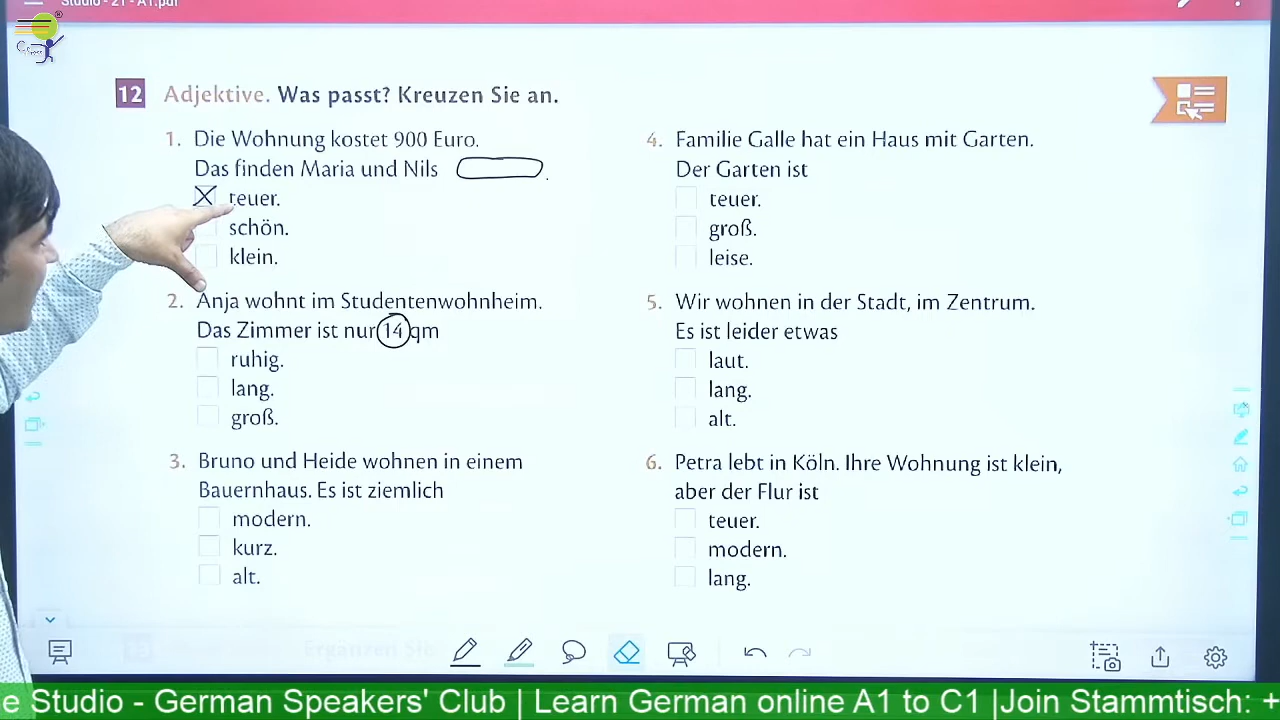 Studio - 21 - A1.pdf
12 Adjektive. Was passt? Kreuzen Sie an.
1. Die Wohnung kostet 900 Euro.
Das finden Maria und Nils .
X teuer.
schön.
klein.
2. Anja wohnt im Studentenwohnheim.
Das Zimmer ist nur 14 qm
ruhig.
lang.
groß.
3. Bruno und Heide wohnen in einem
Bauernhaus. Es ist ziemlich
modern.
kurz.
alt.
4. Familie Galle hat ein Haus mit Garten.
Der Garten ist
teuer.
groß.
leise.
5. Wir wohnen in der Stadt, im Zentrum.
Es ist leider etwas
laut.
lang.
alt.
6. Petra lebt in Köln. Ihre Wohnung ist klein,
aber der Flur ist
teuer.
modern.
lang.
Ergänzen Sie
e Studio - German Speakers' Club | Learn German online A1 to C1 |Join Stammtisch: +